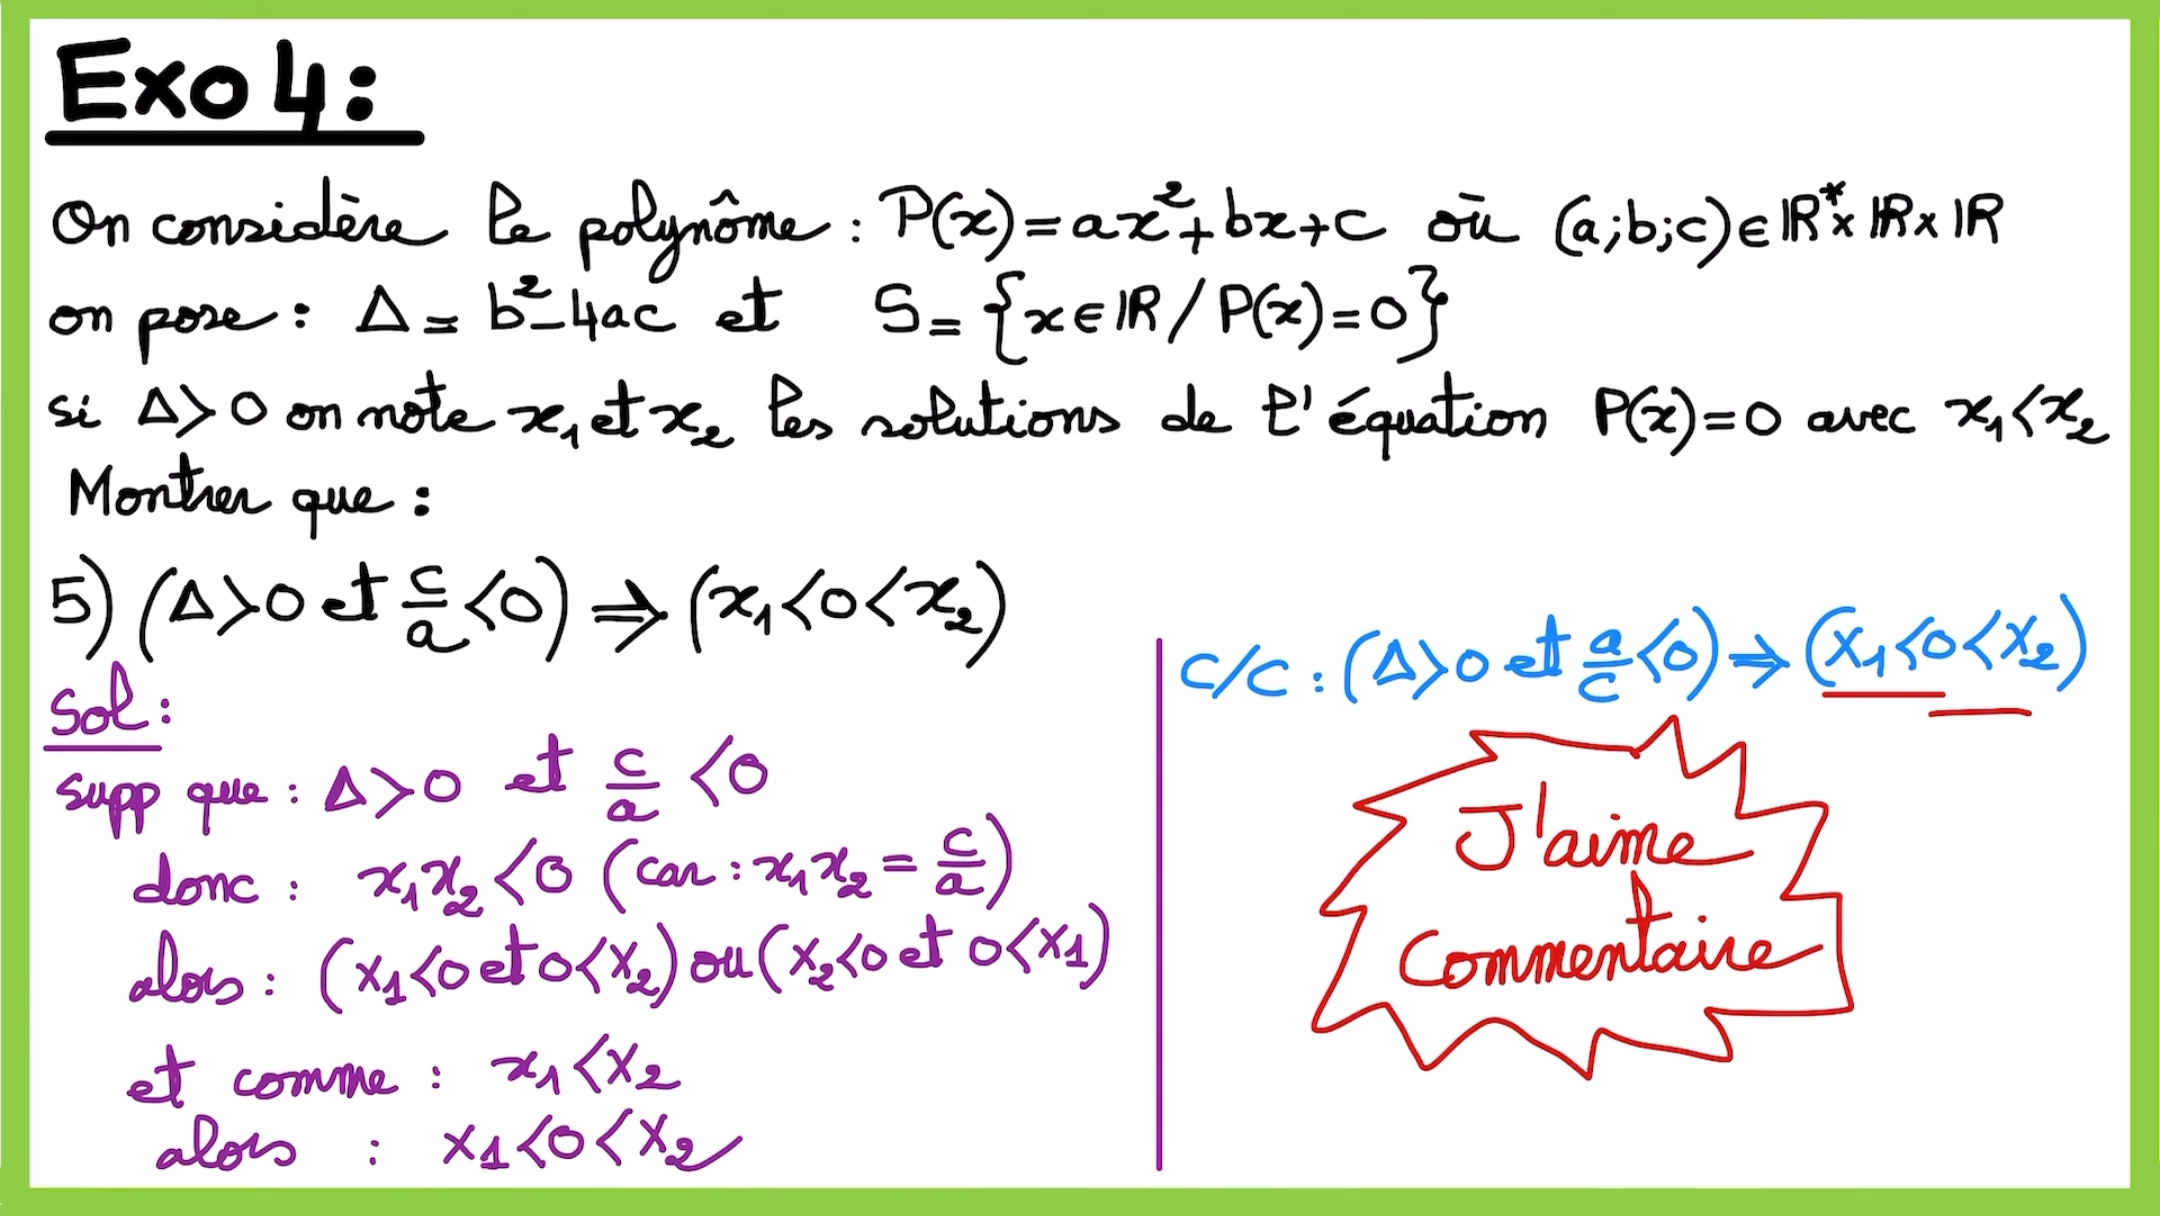 Exo 4:
On considère le polynôme : P(x)=ax²+bx+c où (a;b;c)∈ℝ*×ℝ×ℝ
on pose : Δ = b²-4ac et S = {x∈ℝ / P(x)=0}
si Δ>0 on note x₁ et x₂ les solutions de l'équation P(x)=0 avec x₁<x₂
Montrer que :
5) (Δ>0 et c/a <0) ⇒ (x₁<0<x₂)
Sol :
supp que : Δ>0 et c/a <0
donc : x₁x₂<0 (car : x₁x₂ = c/a)
alors : (x₁<0 et 0<x₂) ou (x₂<0 et 0<x₁)
et comme : x₁<x₂
alors : x₁<0<x₂
C/C : (Δ>0 et a/c <0) ⇒ (x₁<0<x₂)
J'aime
Commentaire